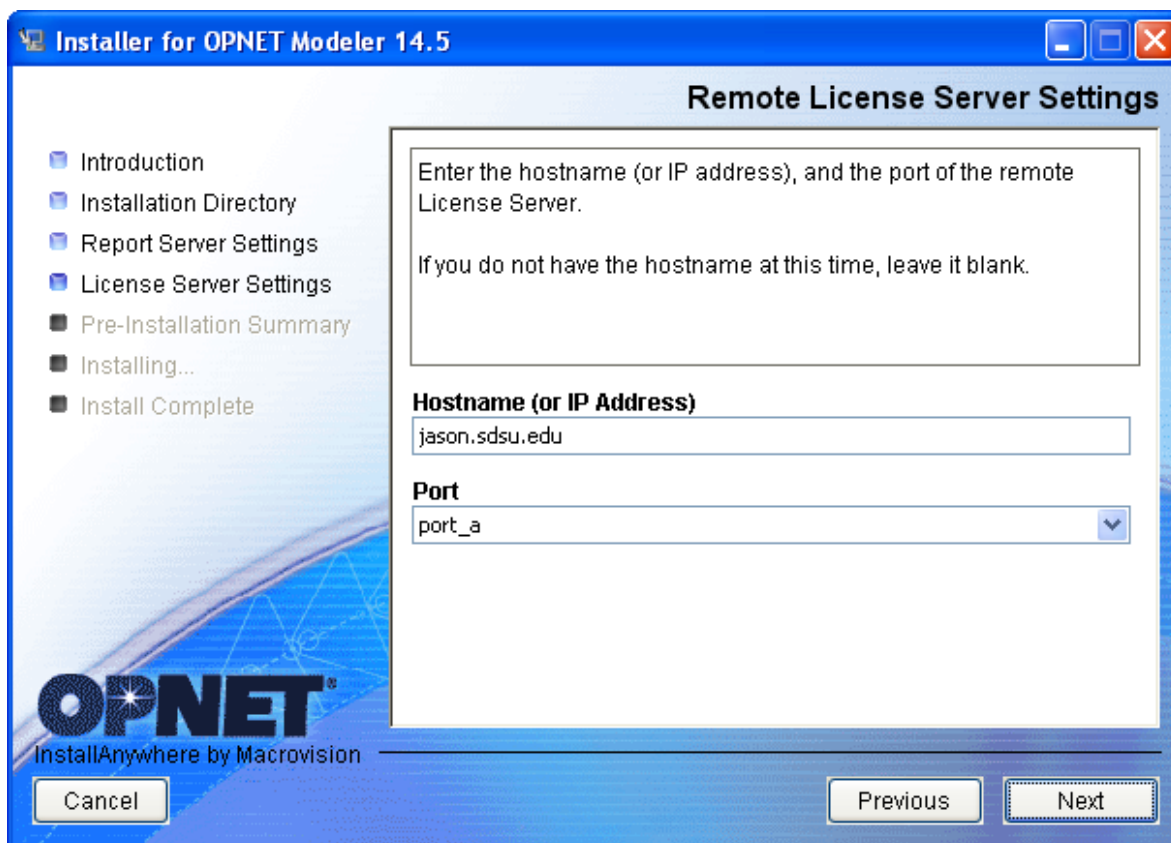 Installer for OPNET Modeler 14.5
Remote License Server Settings
Introduction
Installation Directory
Report Server Settings
License Server Settings
Pre-Installation Summary
Installing...
Install Complete
Enter the hostname (or IP address), and the port of the remote
License Server.
If you do not have the hostname at this time, leave it blank.
Hostname (or IP Address)
jason.sdsu.edu
Port
port_a
OPNET®
InstallAnywhere by Macrovision
Cancel
Previous
Next